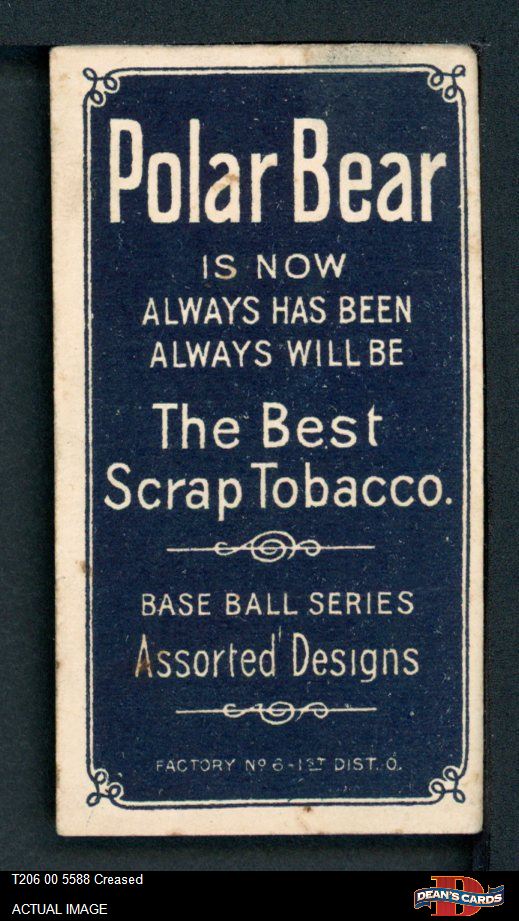 Polar Bear
IS NOW
ALWAYS HAS BEEN
ALWAYS WILL BE
The Best
Scrap Tobacco.
BASE BALL SERIES
Assorted Designs
FACTORY Nº 6 - 1ST DIST. O.
T206 00 5588 Creased
ACTUAL IMAGE
DEAN'S CARDS